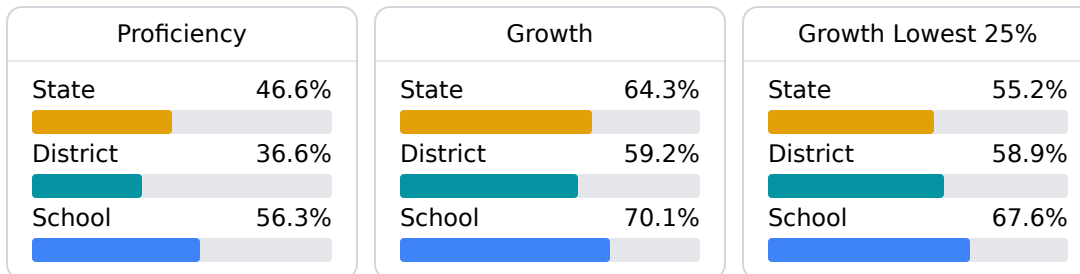 Proficiency
State 46.6%
District 36.6%
School 56.3%
Growth
State 64.3%
District 59.2%
School 70.1%
Growth Lowest 25%
State 55.2%
District 58.9%
School 67.6%